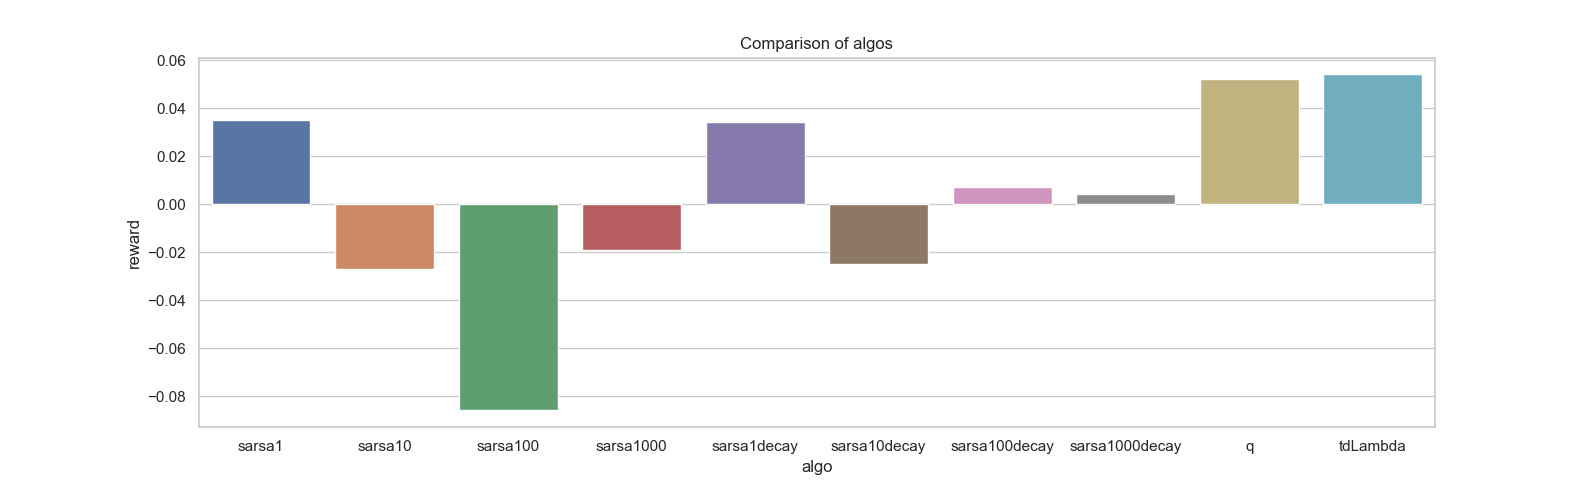 Comparison of algos
0.06
0.04
0.02
0.00
−0.02
−0.04
−0.06
−0.08
reward
sarsa1 sarsa10 sarsa100 sarsa1000 sarsa1decay sarsa10decay sarsa100decay sarsa1000decay q tdLambda
algo